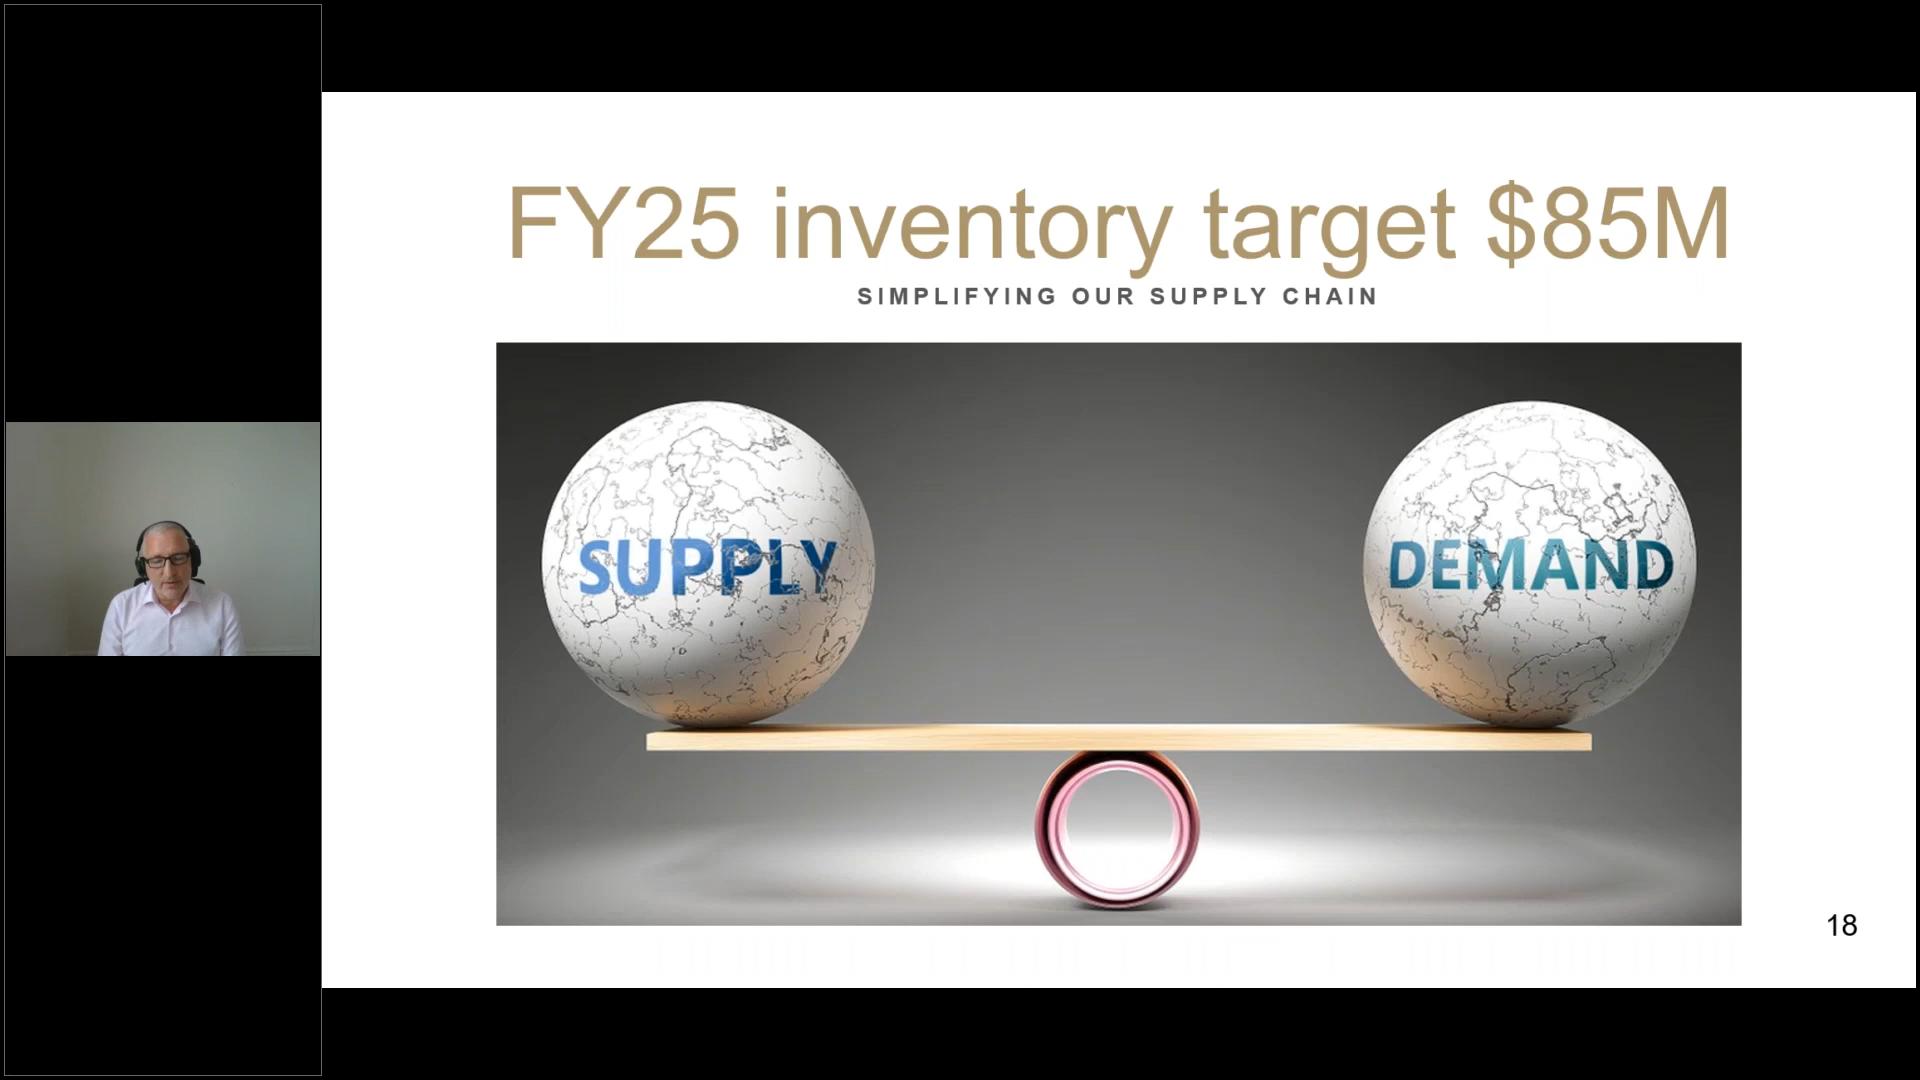 FY25 inventory target $85M
SIMPLIFYING OUR SUPPLY CHAIN
SUPPLY
DEMAND
18